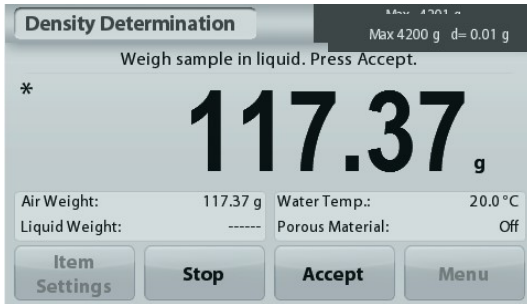 Density Determination
Max 4200 g d= 0.01 g
Weigh sample in liquid. Press Accept.
*
117.37 g
Air Weight: 117.37 g
Water Temp.: 20.0 °C
Liquid Weight: ------
Porous Material: Off
Item Settings
Stop
Accept
Menu